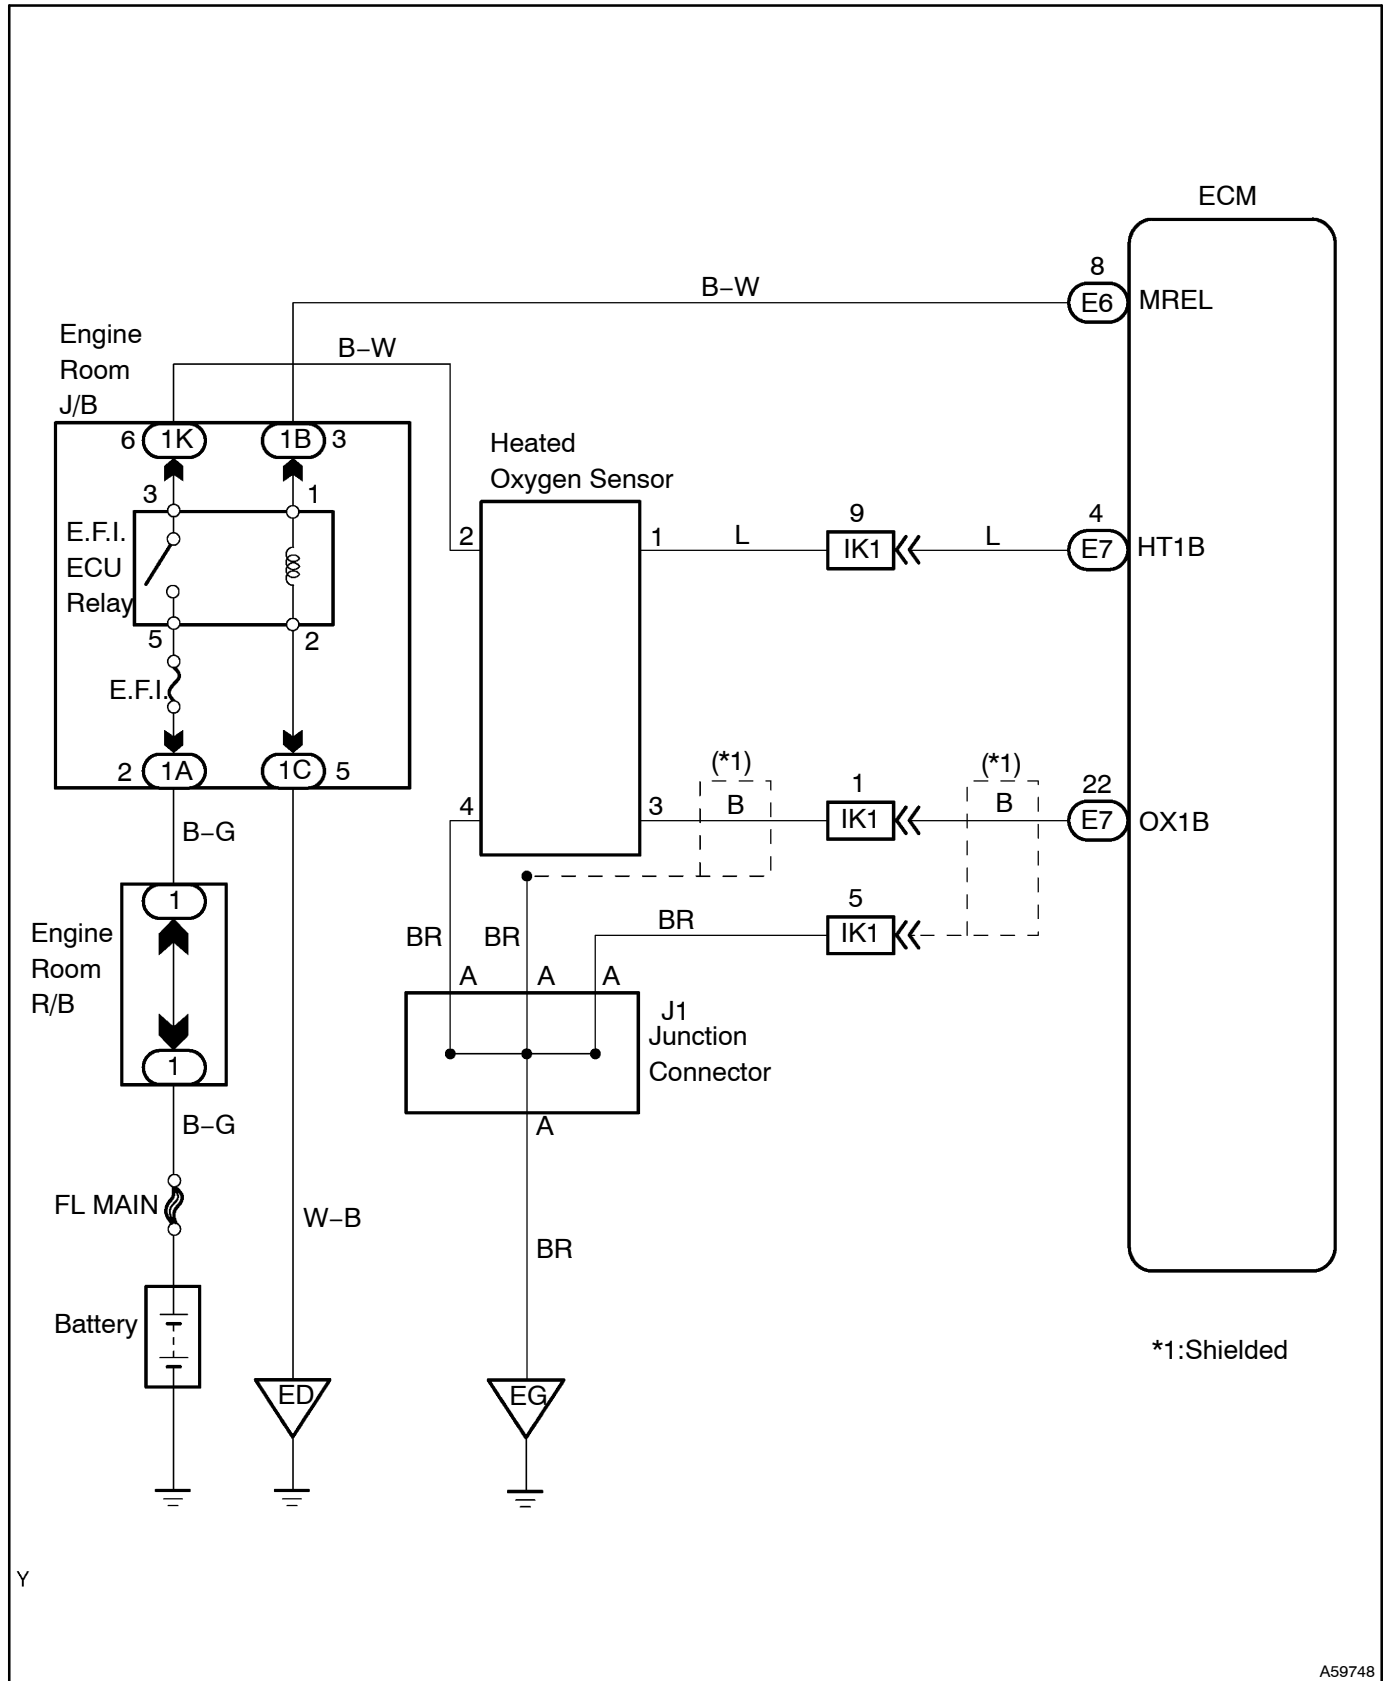 ECM
8
B–W
E6
MREL
Engine
Room
J/B
B–W
6
1K
1B
3
Heated
Oxygen Sensor
3
1
9
4
E.F.I.
ECU
Relay
2
1
L
IK1
L
E7
HT1B
5
2
E.F.I.
(*1)
(*1)
2
1A
1C
5
1
22
4
3
B
B
IK1
E7
OX1B
B–G
1
5
Engine
Room
R/B
BR
BR
BR
IK1
A
A
A
J1
Junction
Connector
1
B–G
A
FL MAIN
W–B
BR
Battery
*1:Shielded
ED
EG
Y
A59748